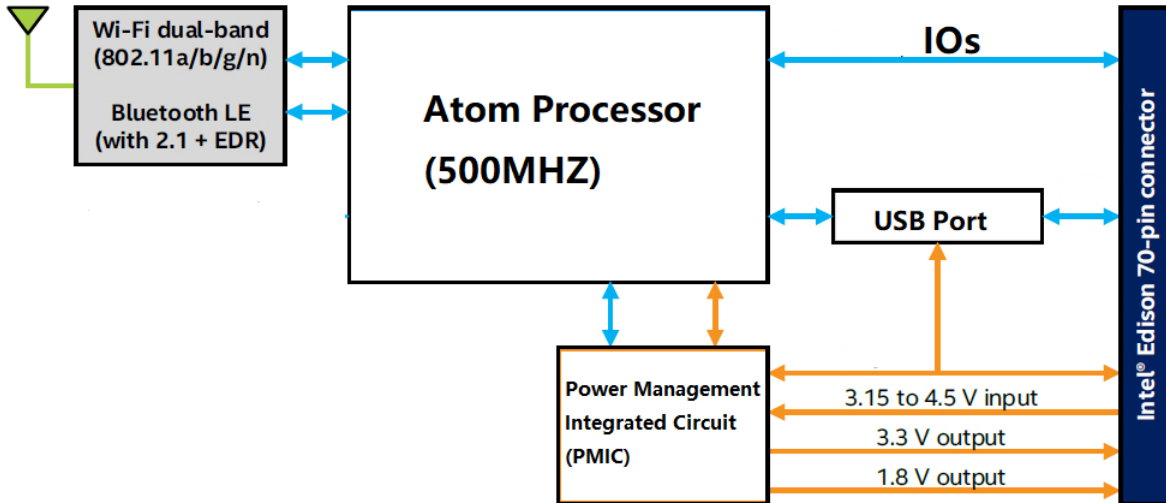 Wi-Fi dual-band
(802.11a/b/g/n)
Bluetooth LE
(with 2.1 + EDR)
Atom Processor
(500MHZ)
IOs
USB Port
Power Management
Integrated Circuit
(PMIC)
3.15 to 4.5 V input
3.3 V output
1.8 V output
Intel® Edison 70-pin connector